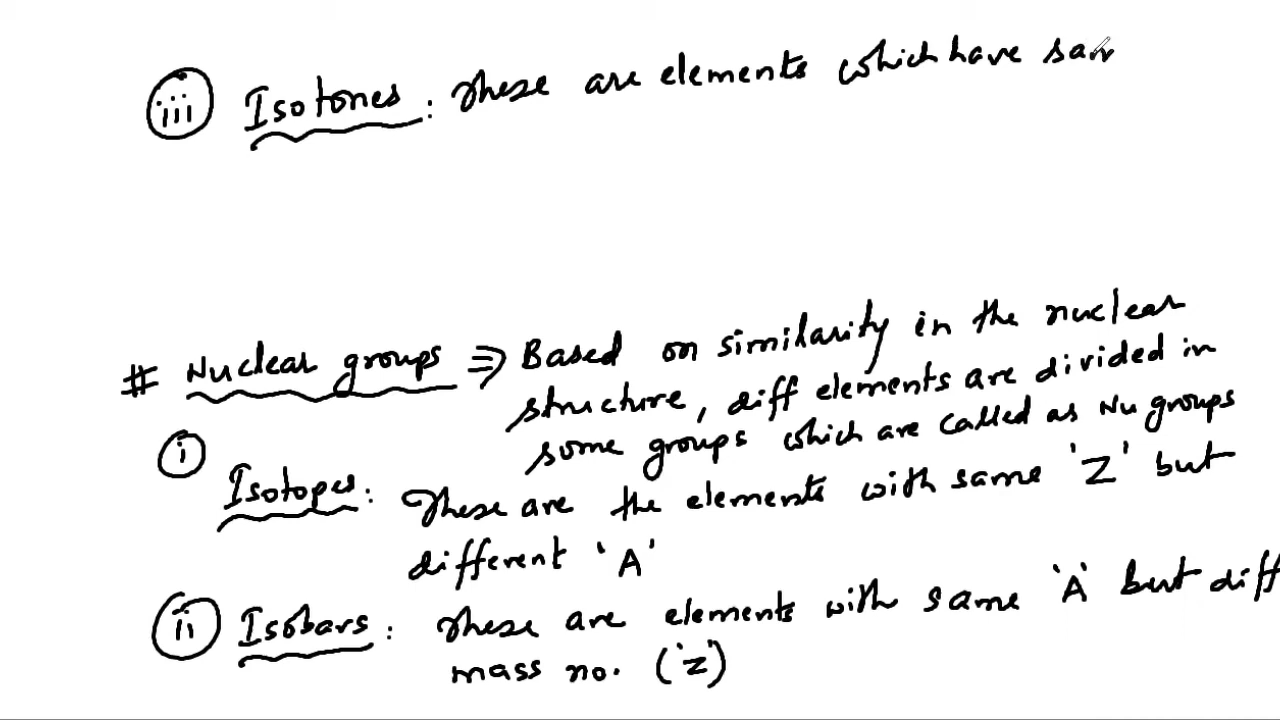 iii Isotones : These are elements which have sam
# Nuclear groups ⇒ Based on similarity in the nuclear
structure, diff elements are divided in
some groups which are called as Nu groups
i
Isotopes : These are the elements with same 'Z' but
different 'A'
ii Isobars : These are elements with same 'A' but diff
mass no. ('Z')